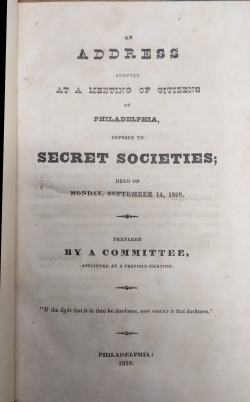 AN
ADDRESS
ADOPTED
AT A MEETING OF CITIZENS
OF
PHILADELPHIA,
OPPOSED TO
SECRET SOCIETIES;
HELD ON
MONDAY, SEPTEMBER 14, 1829.
PREPARED
BY A COMMITTEE,
APPOINTED AT A PREVIOUS MEETING.
"If the light that is in thee be darkness, how GREAT is that darkness."
PHILADELPHIA:
1829.